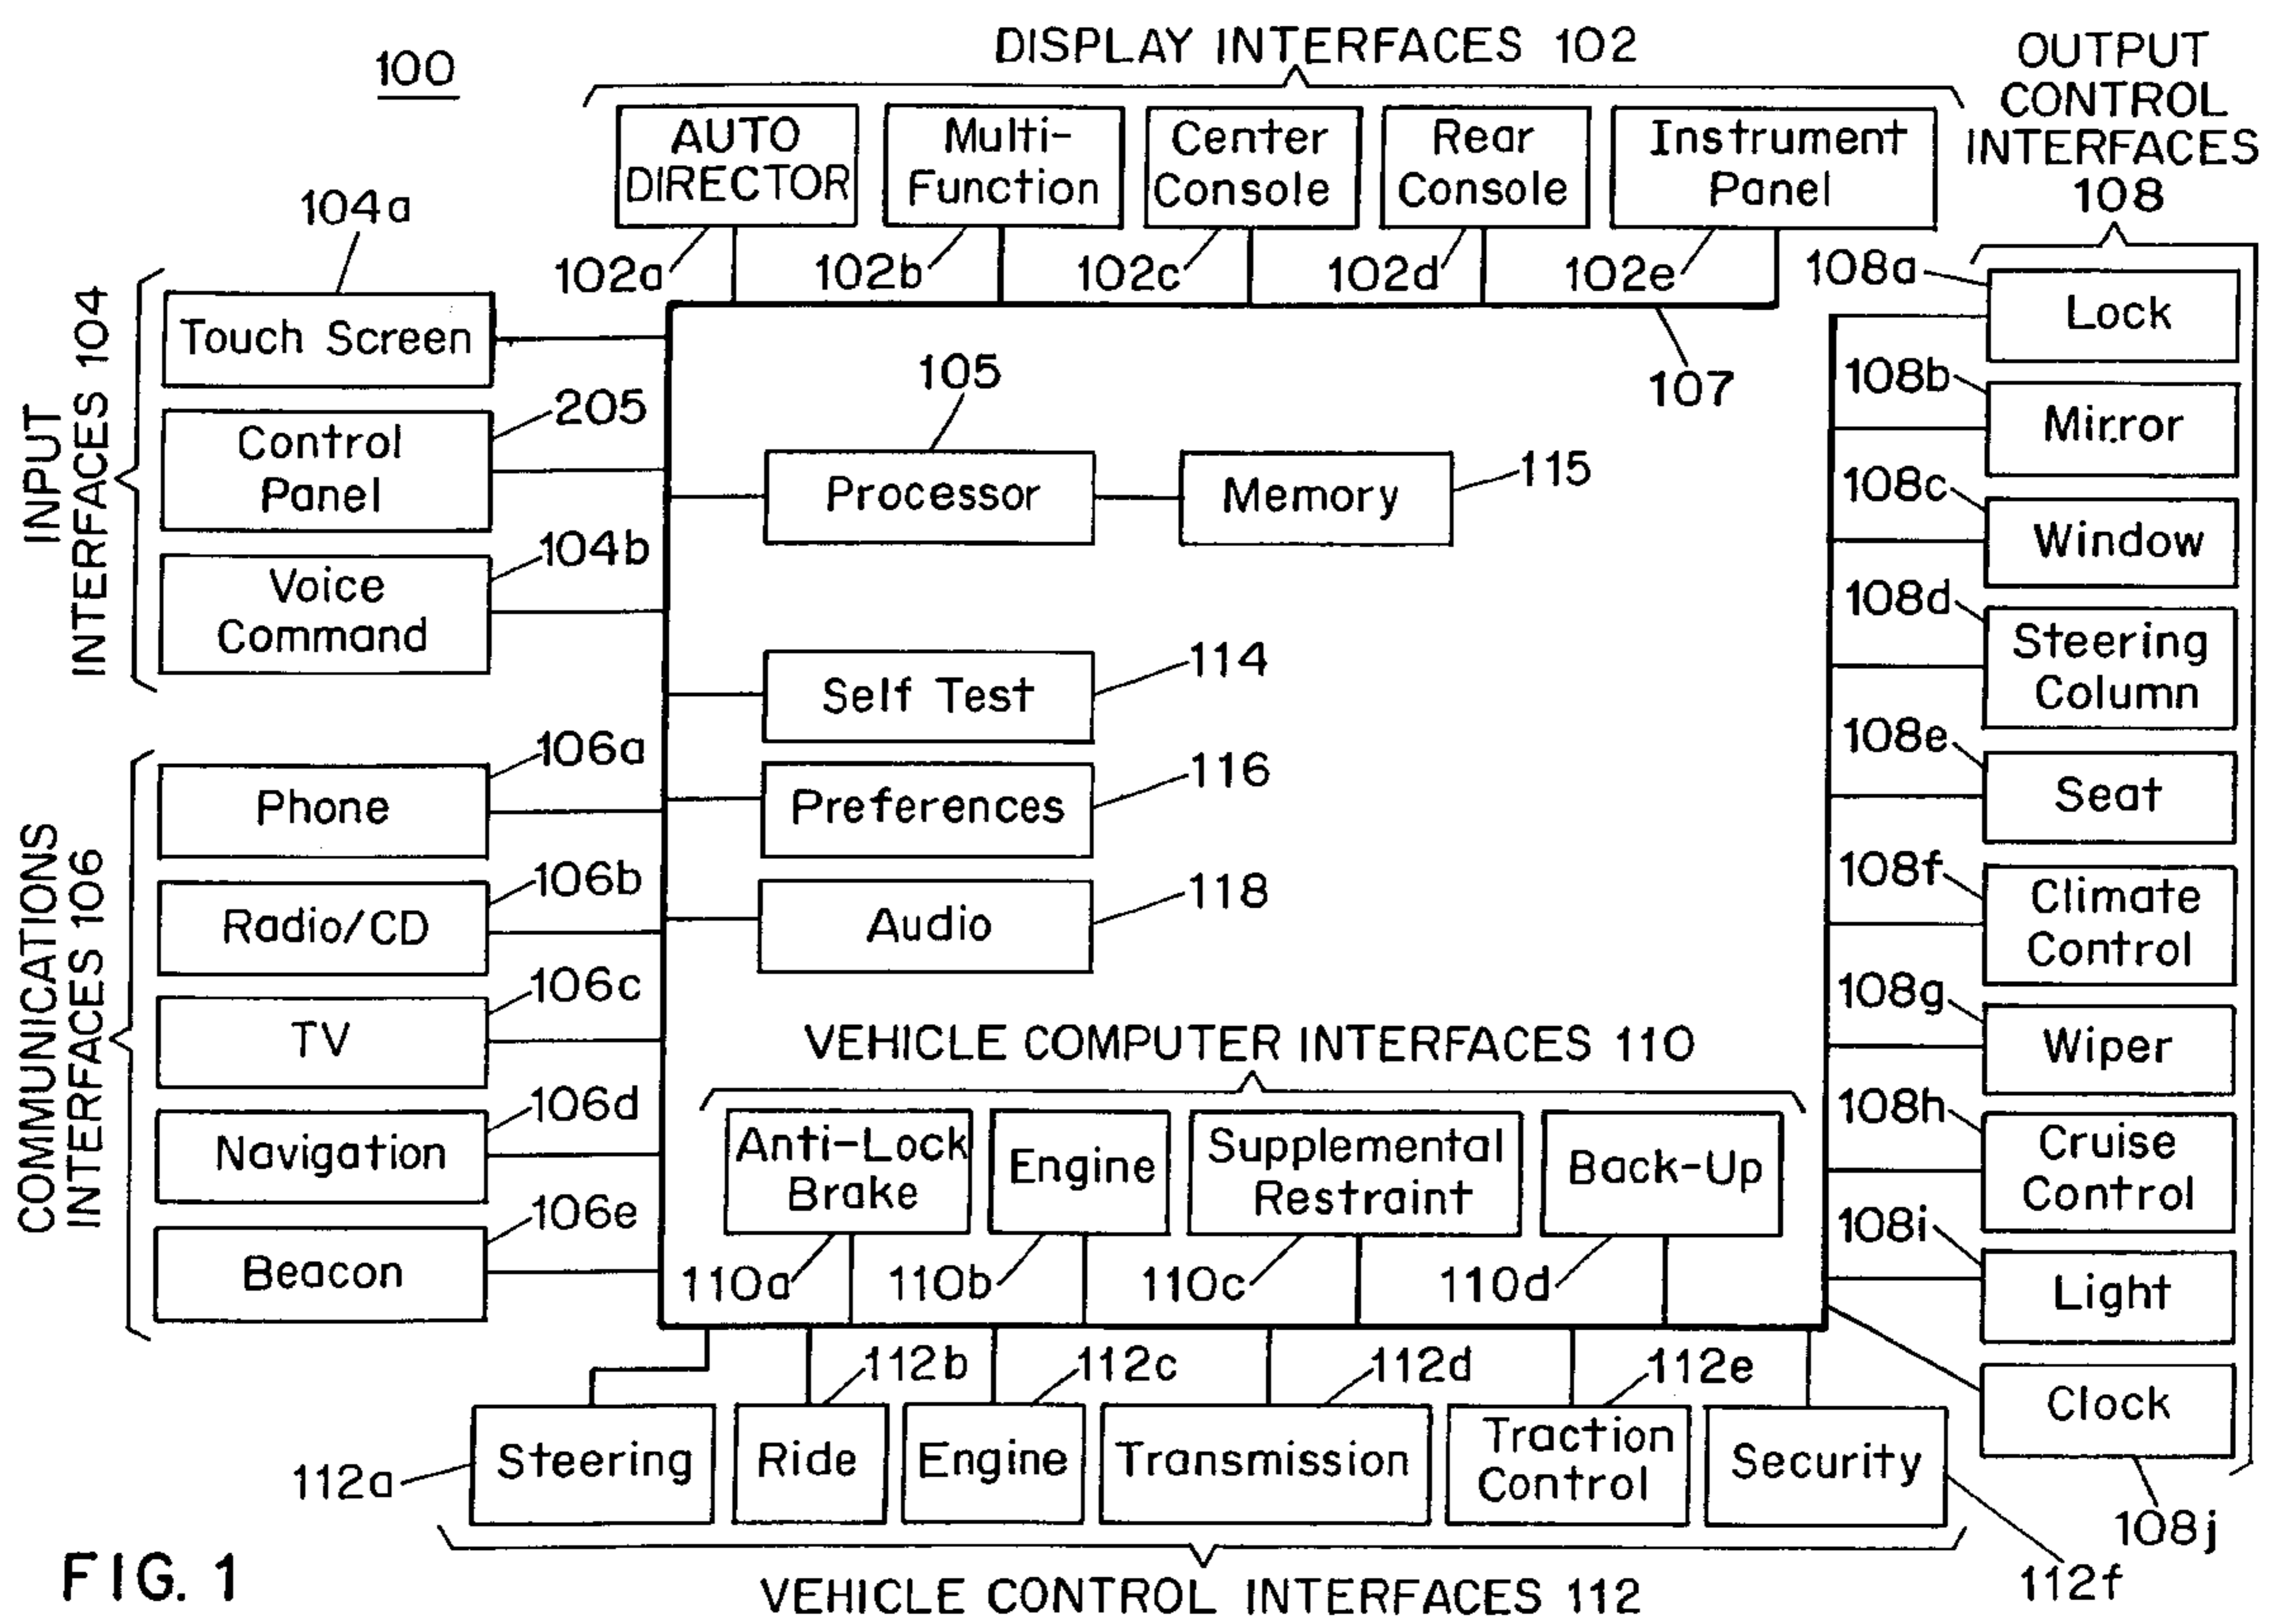 100
DISPLAY INTERFACES 102
AUTO
DIRECTOR
Multi-
Function
Center
Console
Rear
Console
Instrument
Panel
102a
102b
102c
102d
102e
107
OUTPUT
CONTROL
INTERFACES
108
108a
Lock
108b
Mirror
108c
Window
108d
Steering
Column
108e
Seat
108f
Climate
Control
108g
Wiper
108h
Cruise
Control
108i
Light
Clock
108j
INPUT
INTERFACES 104
104a
Touch Screen
205
Control
Panel
104b
Voice
Command
105
Processor
Memory
115
Self Test
114
Preferences
116
Audio
118
COMMUNICATIONS
INTERFACES 106
106a
Phone
106b
Radio/CD
106c
TV
106d
Navigation
106e
Beacon
VEHICLE COMPUTER INTERFACES 110
Anti-Lock
Brake
Engine
Supplemental
Restraint
Back-Up
110a
110b
110c
110d
112b
112c
112d
112e
112a
Steering
Ride
Engine
Transmission
Traction
Control
Security
112f
VEHICLE CONTROL INTERFACES 112
FIG. 1